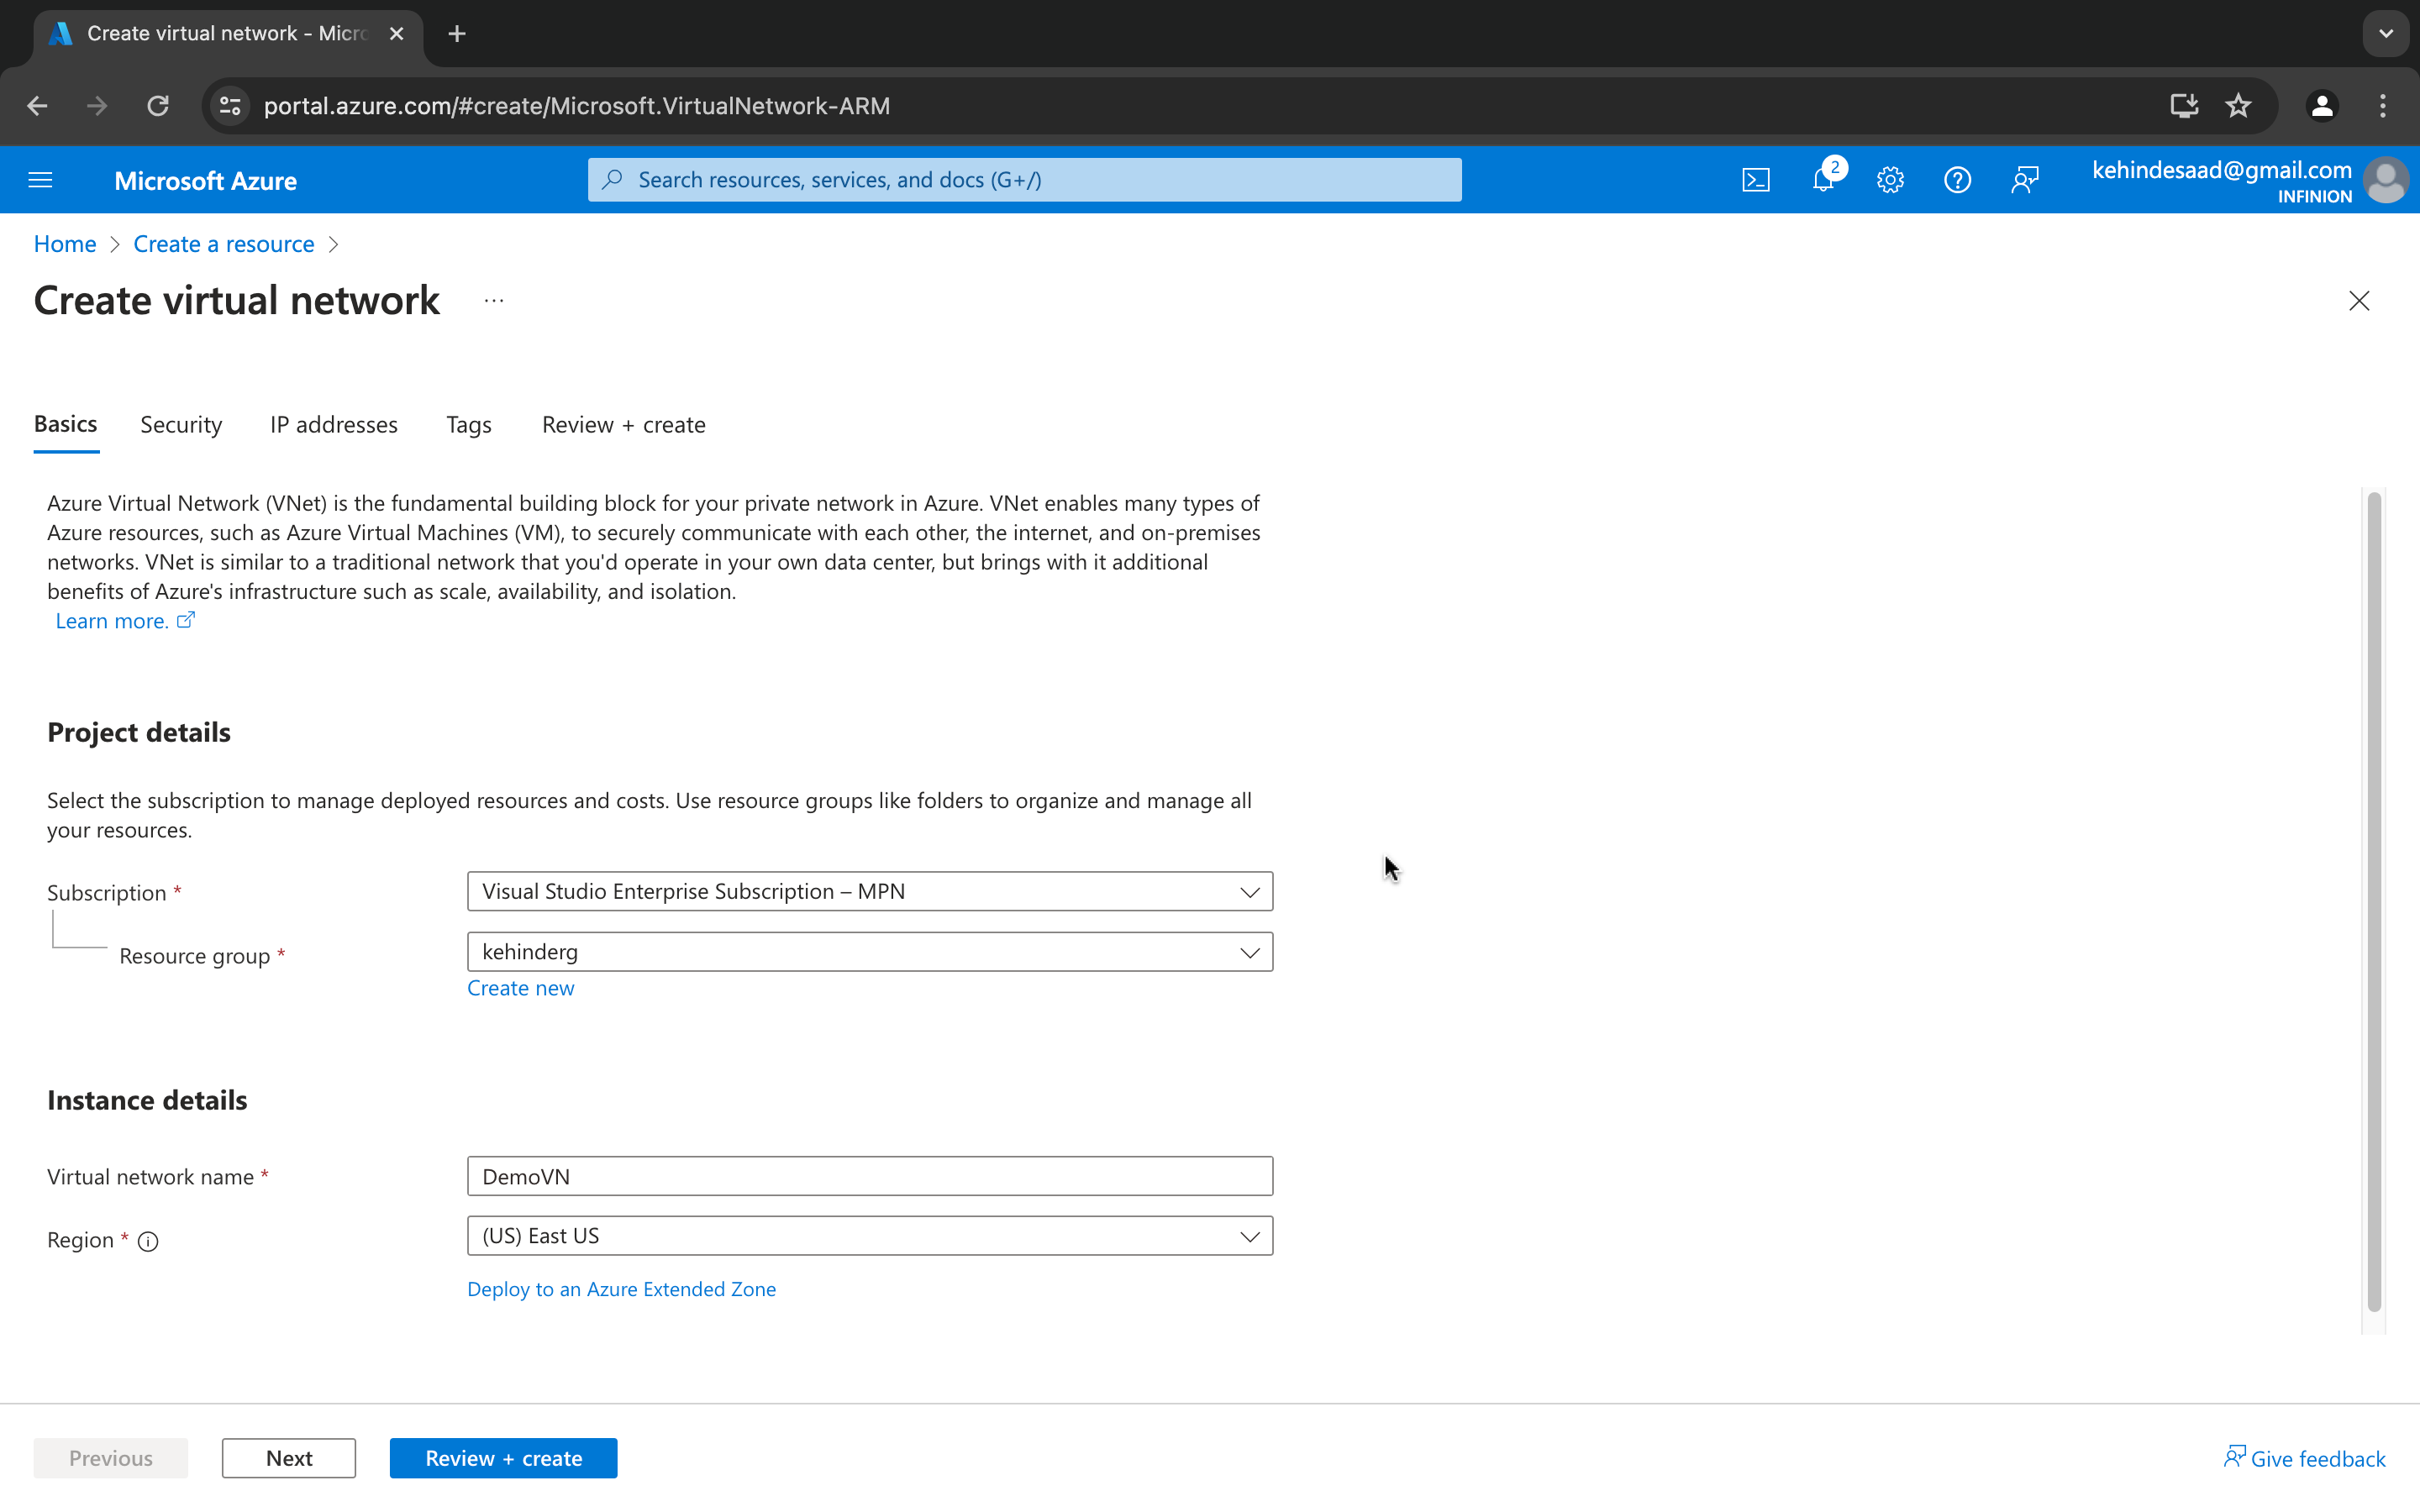 Create virtual network - Micro
portal.azure.com/#create/Microsoft.VirtualNetwork-ARM
Microsoft Azure
Search resources, services, and docs (G+/)
2
kehindesaad@gmail.com
INFINION
Home > Create a resource >
Create virtual network ...
Basics Security IP addresses Tags Review + create
Azure Virtual Network (VNet) is the fundamental building block for your private network in Azure. VNet enables many types of
Azure resources, such as Azure Virtual Machines (VM), to securely communicate with each other, the internet, and on-premises
networks. VNet is similar to a traditional network that you'd operate in your own data center, but brings with it additional
benefits of Azure's infrastructure such as scale, availability, and isolation.
Learn more.
Project details
Select the subscription to manage deployed resources and costs. Use resource groups like folders to organize and manage all
your resources.
Subscription * Visual Studio Enterprise Subscription – MPN
Resource group * kehinderg
Create new
Instance details
Virtual network name * DemoVN
Region * (US) East US
Deploy to an Azure Extended Zone
Previous Next Review + create Give feedback